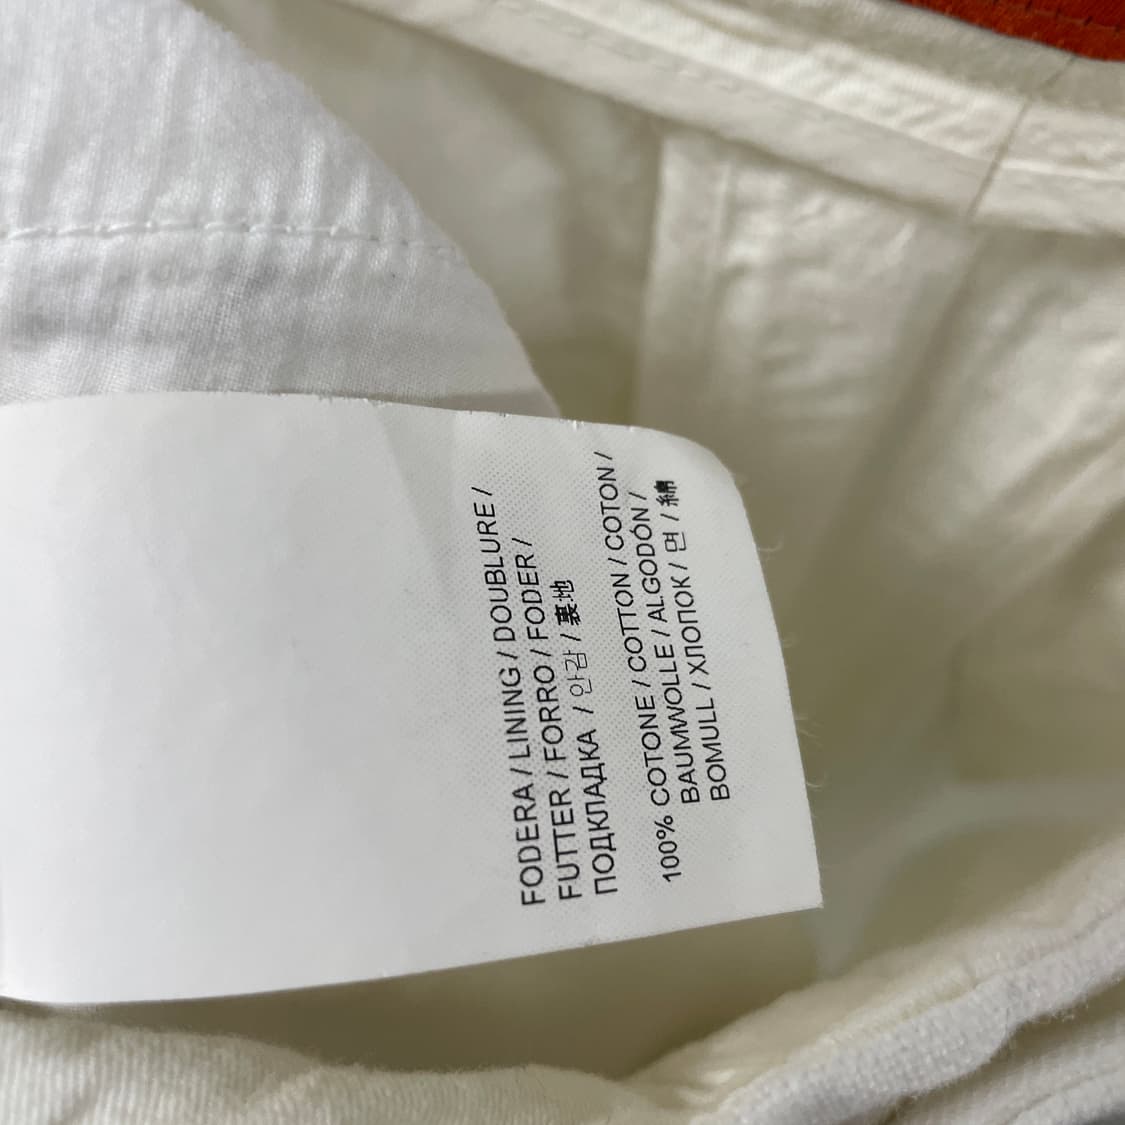 FODERA / LINING / DOUBLURE /
FUTTER / FORRO / FODER /
ПОДКЛАДКА / 안감 / 裏地
100% COTONE / COTTON / COTON /
BAUMWOLLE / ALGODÓN /
BOMULL / ХЛОПОК / 면 / 綿